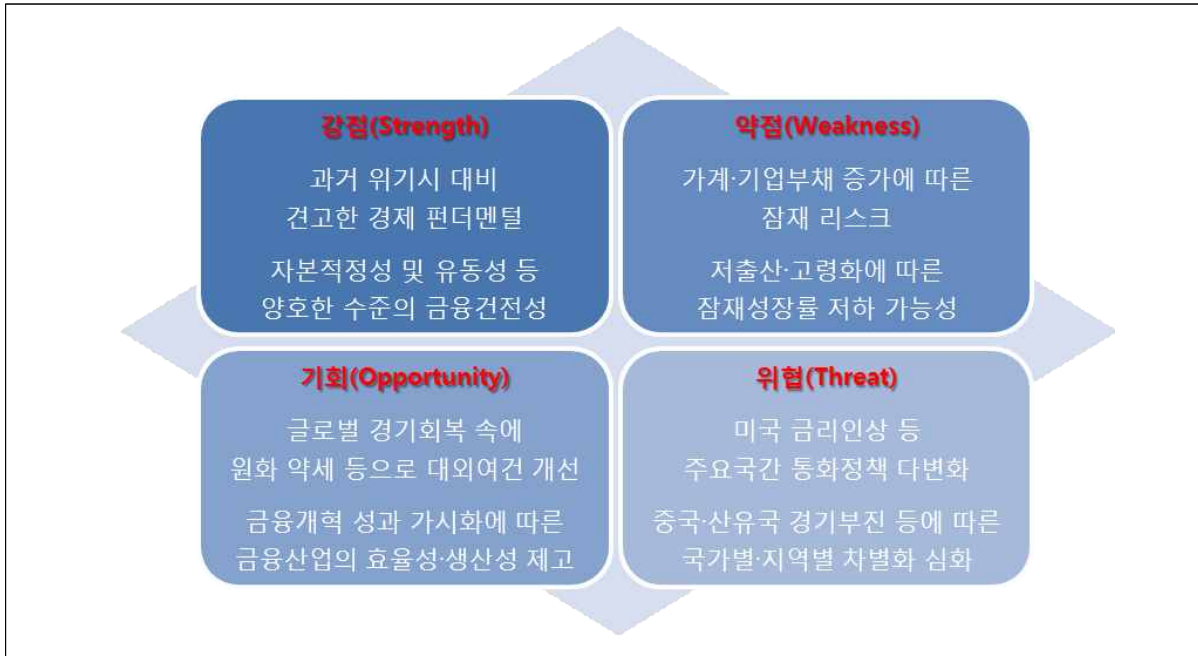 강점(Strength)
과거 위기시 대비
견고한 경제 펀더멘털
자본적정성 및 유동성 등
양호한 수준의 금융건전성
약점(Weakness)
가계·기업부채 증가에 따른
잠재 리스크
저출산·고령화에 따른
잠재성장률 저하 가능성
기회(Opportunity)
글로벌 경기회복 속에
원화 약세 등으로 대외여건 개선
금융개혁 성과 가시화에 따른
금융산업의 효율성·생산성 제고
위협(Threat)
미국 금리인상 등
주요국간 통화정책 다변화
중국·산유국 경기부진 등에 따른
국가별·지역별 차별화 심화